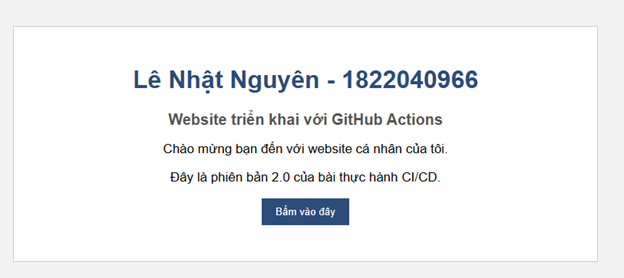 Lê Nhật Nguyên - 1822040966
Website triển khai với GitHub Actions
Chào mừng bạn đến với website cá nhân của tôi.
Đây là phiên bản 2.0 của bài thực hành CI/CD.
Bấm vào đây